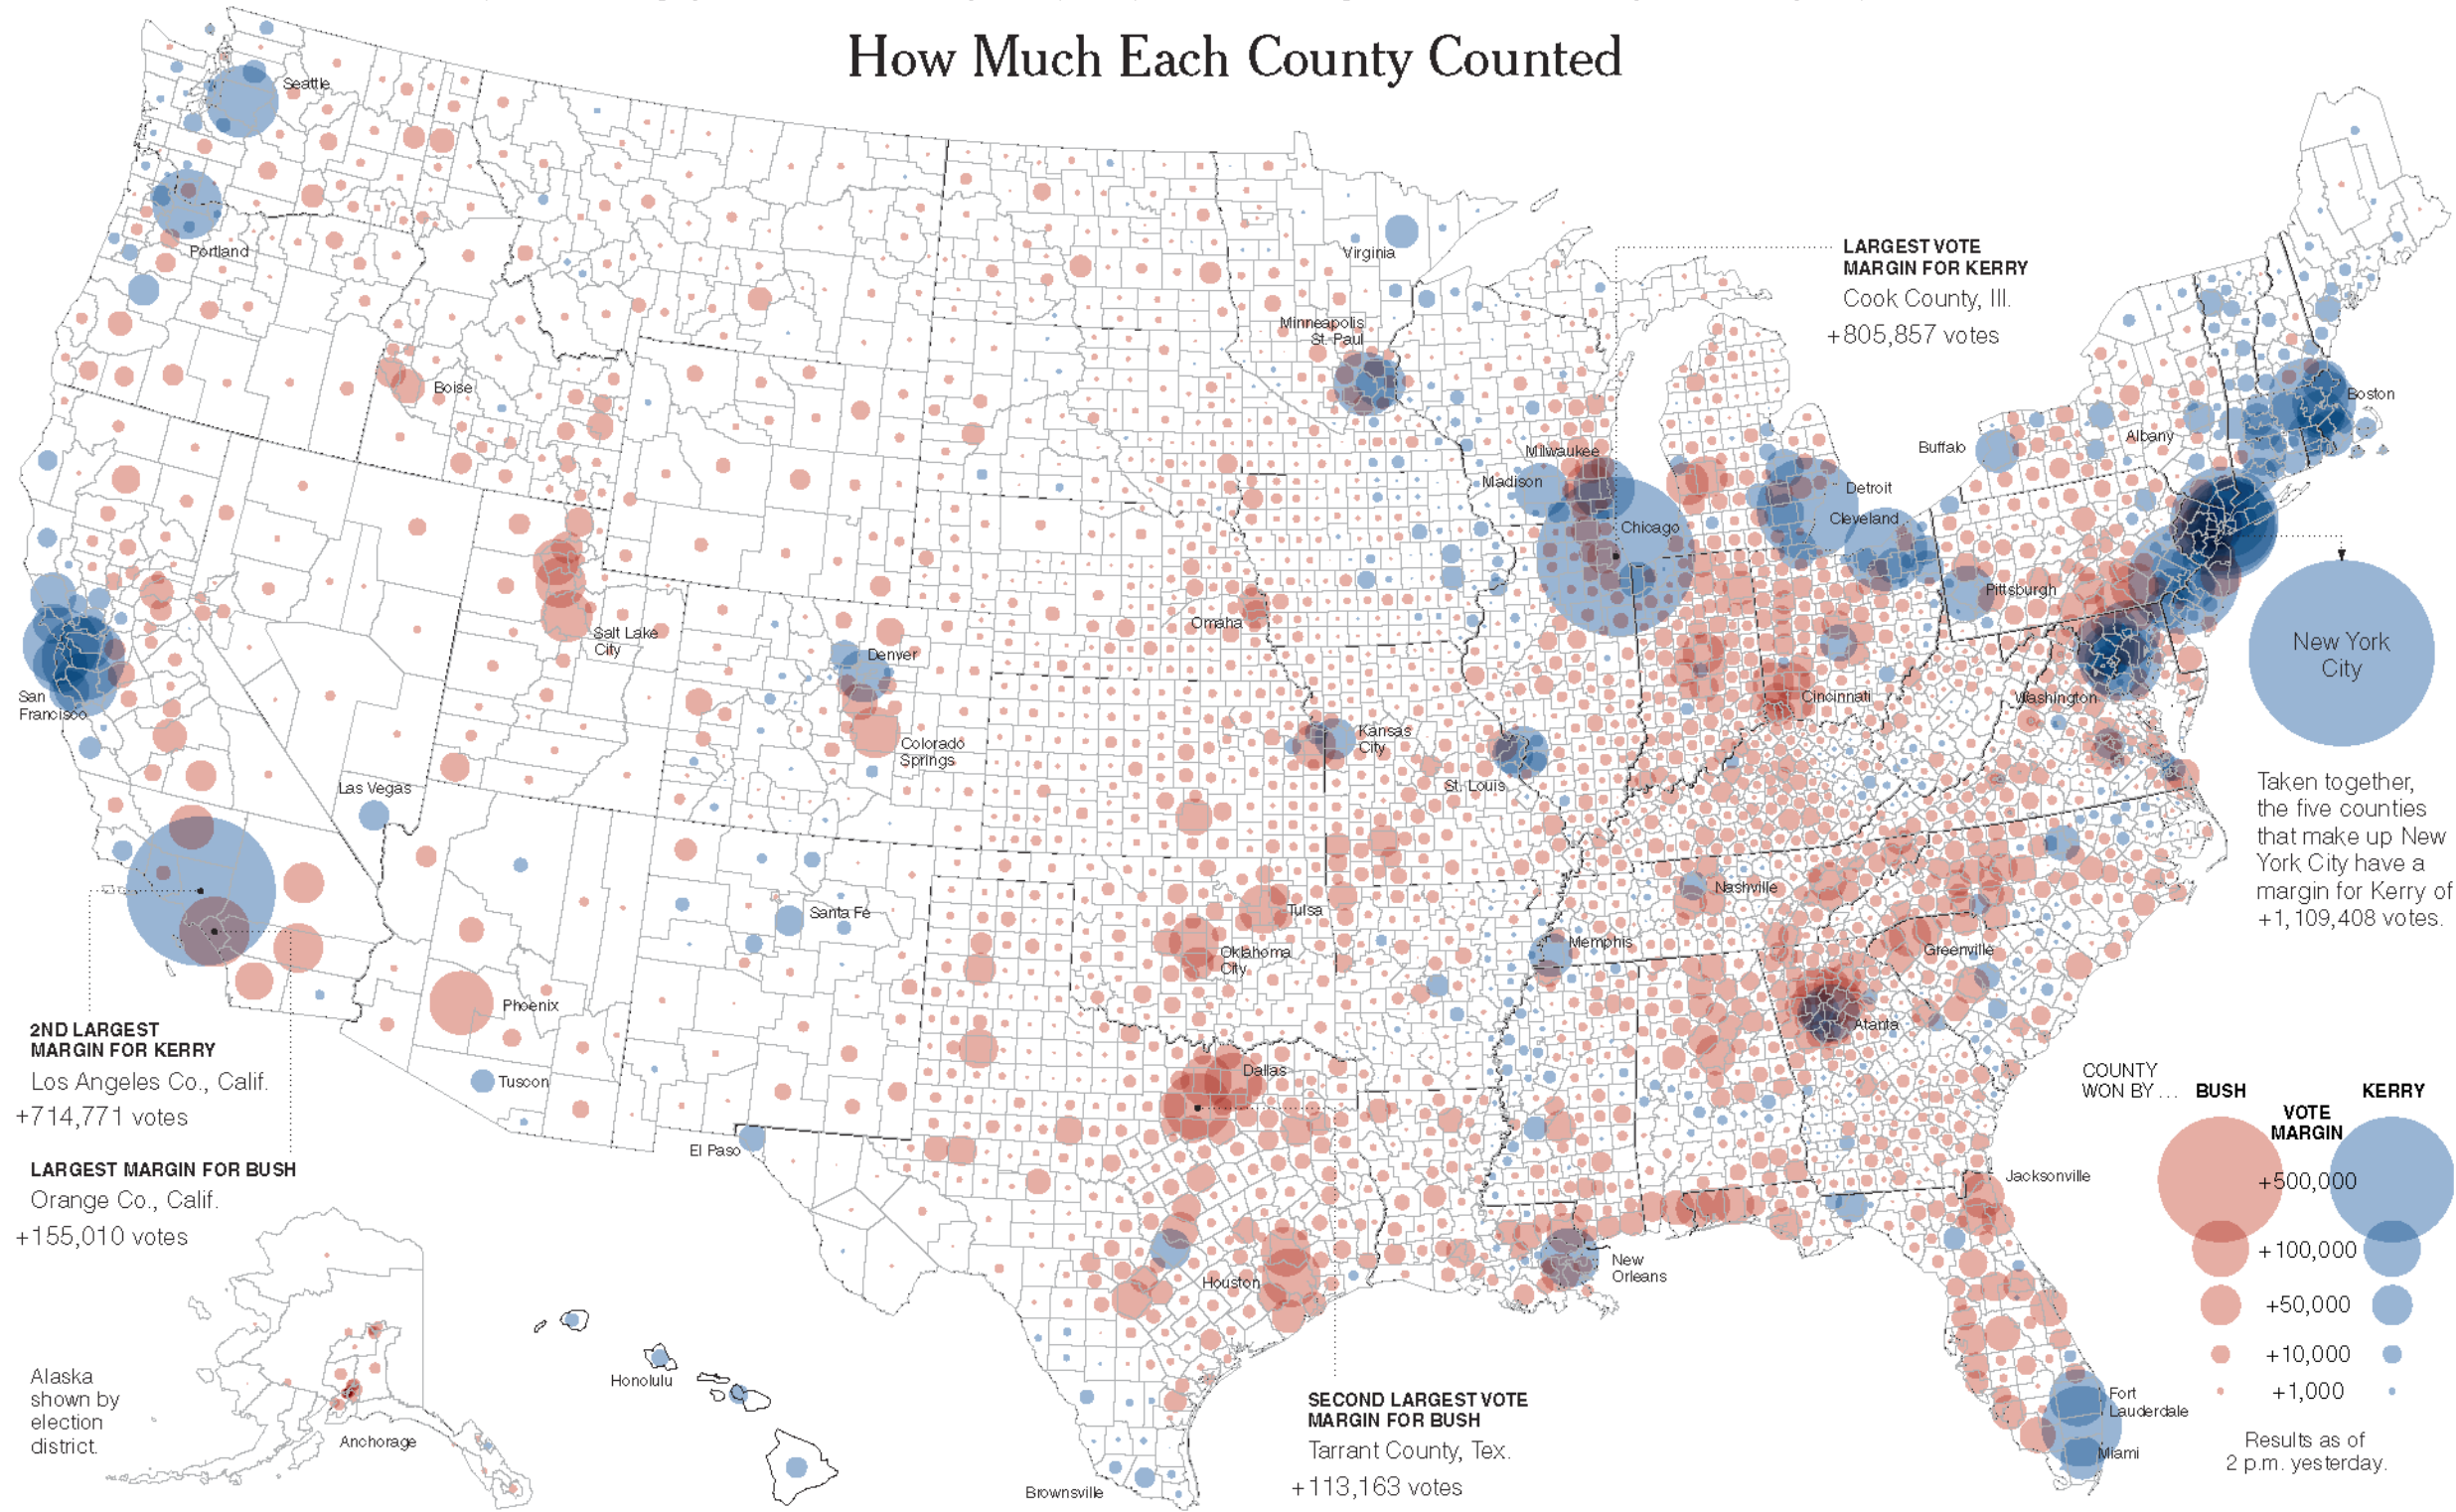 How Much Each County Counted
Seattle
Portland
Virginia
LARGEST VOTE
MARGIN FOR KERRY
Cook County, Ill.
+805,857 votes
Minneapolis
St. Paul
Boise
Boston
Milwaukee
Buffalo
Albany
Madison
Detroit
Cleveland
Chicago
Pittsburgh
Omaha
Salt Lake
City
Denver
New York
City
San
Francisco
Cincinnati
Washington
Kansas
City
Colorado
Springs
St. Louis
Las Vegas
Taken together,
the five counties
that make up New
York City have a
margin for Kerry of
+1,109,408 votes.
Nashville
Santa Fe
Tulsa
Memphis
Oklahoma
City
Greenville
Phoenix
Atanta
2ND LARGEST
MARGIN FOR KERRY
Los Angeles Co., Calif.
+714,771 votes
Tuscon
Dallas
El Paso
LARGEST MARGIN FOR BUSH
Orange Co., Calif.
+155,010 votes
COUNTY
WON BY ...
BUSH
KERRY
VOTE
MARGIN
+500,000
+100,000
+50,000
+10,000
+1,000
Results as of
2 p.m. yesterday.
Jacksonville
New
Orleans
Houston
Alaska
shown by
election
district.
Anchorage
Honolulu
Brownsville
SECOND LARGEST VOTE
MARGIN FOR BUSH
Tarrant County, Tex.
+113,163 votes
Fort
Lauderdale
Miami